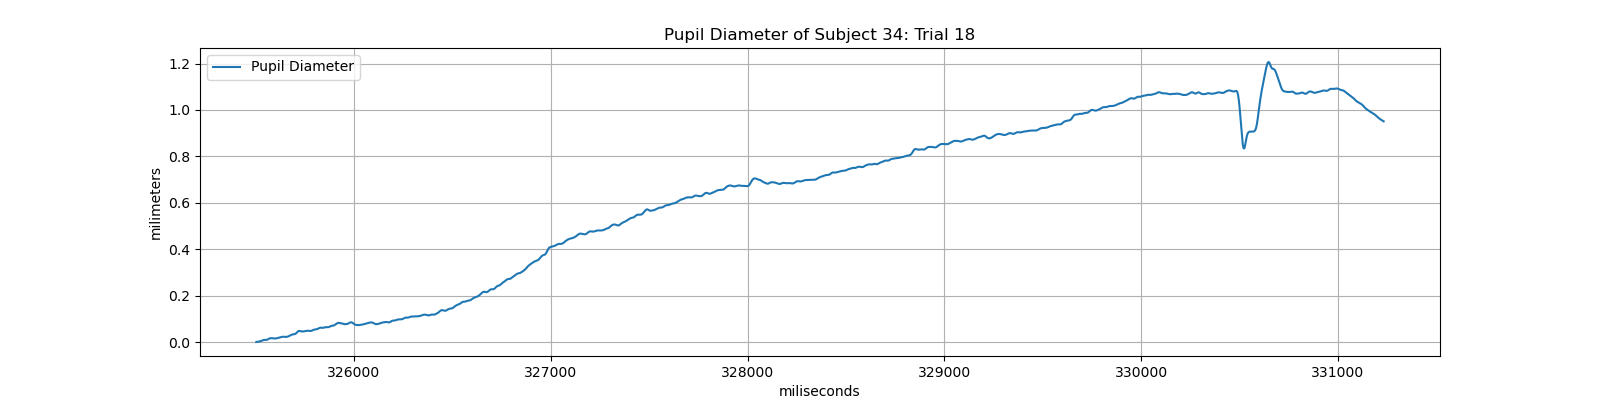 Pupil Diameter of Subject 34: Trial 18
Pupil Diameter
1.2
1.0
0.8
0.6
0.4
0.2
0.0
milimeters
326000 327000 328000 329000 330000 331000
miliseconds